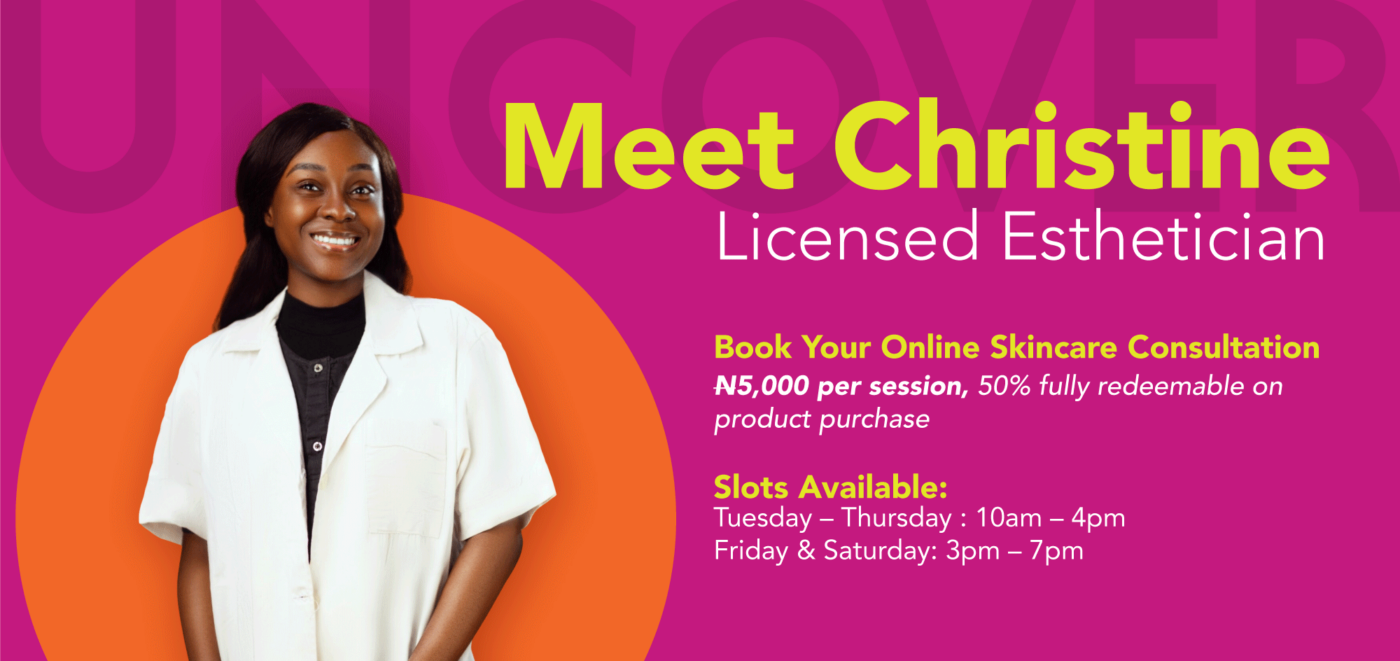 UNCOVER
Meet Christine
Licensed Esthetician
Book Your Online Skincare Consultation
₦5,000 per session, 50% fully redeemable on
product purchase
Slots Available:
Tuesday – Thursday : 10am – 4pm
Friday & Saturday: 3pm – 7pm